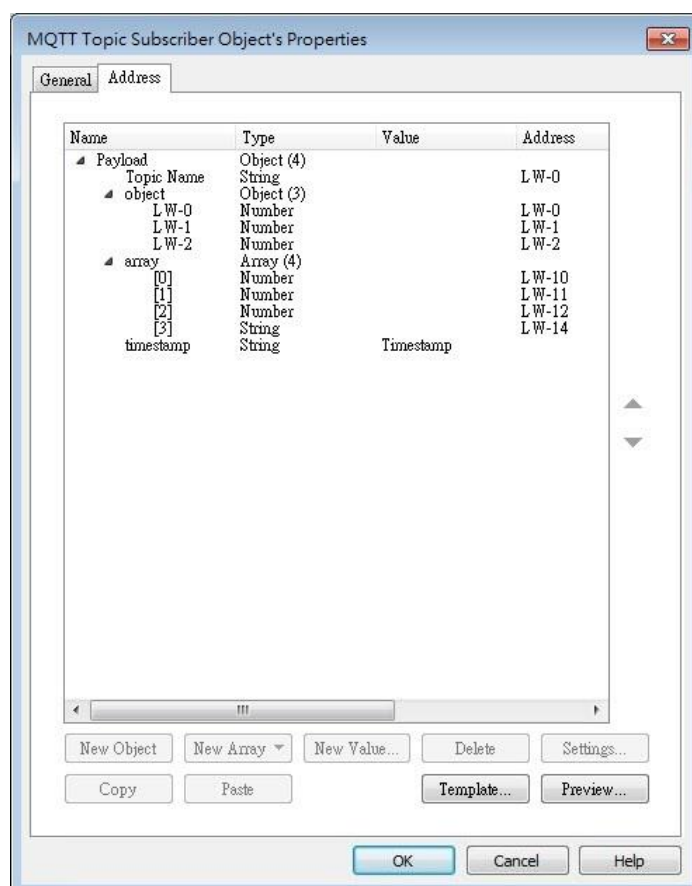 MQTT Topic Subscriber Object's Properties
General Address
Name Type Value Address
Payload Object (4)
Topic Name String LW-0
object Object (3)
LW-0 Number LW-0
LW-1 Number LW-1
LW-2 Number LW-2
array Array (4)
[0] Number LW-10
[1] Number LW-11
[2] Number LW-12
[3] String LW-14
timestamp String Timestamp
New Object New Array New Value... Delete Settings...
Copy Paste Template... Preview...
OK Cancel Help